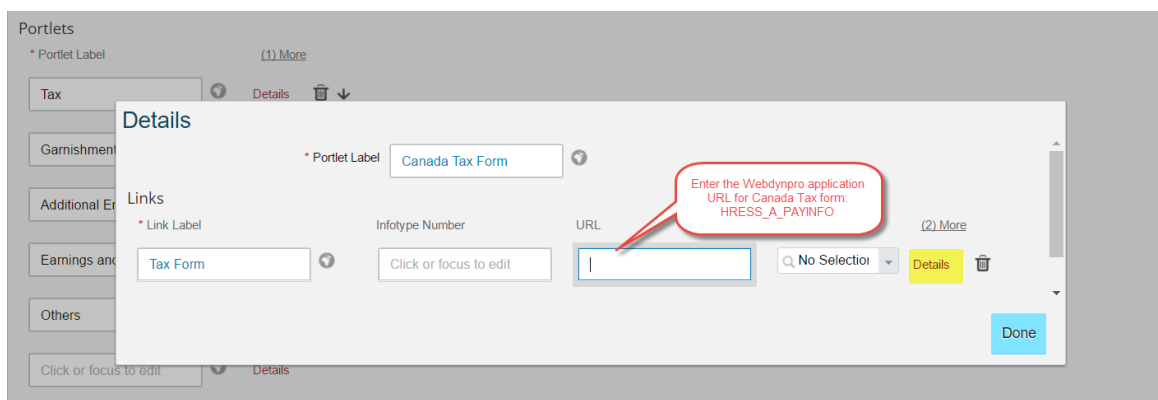 Portlets
* Portlet Label (1) More
Tax Details
Details
Garnishment
* Portlet Label Canada Tax Form
Enter the Webdynpro application
URL for Canada Tax form:
HRESS_A_PAYINFO
Additional Er
Links
* Link Label Infotype Number URL (2) More
Earnings and
Tax Form Click or focus to edit No Selection Details
Others
Done
Click or focus to edit Details